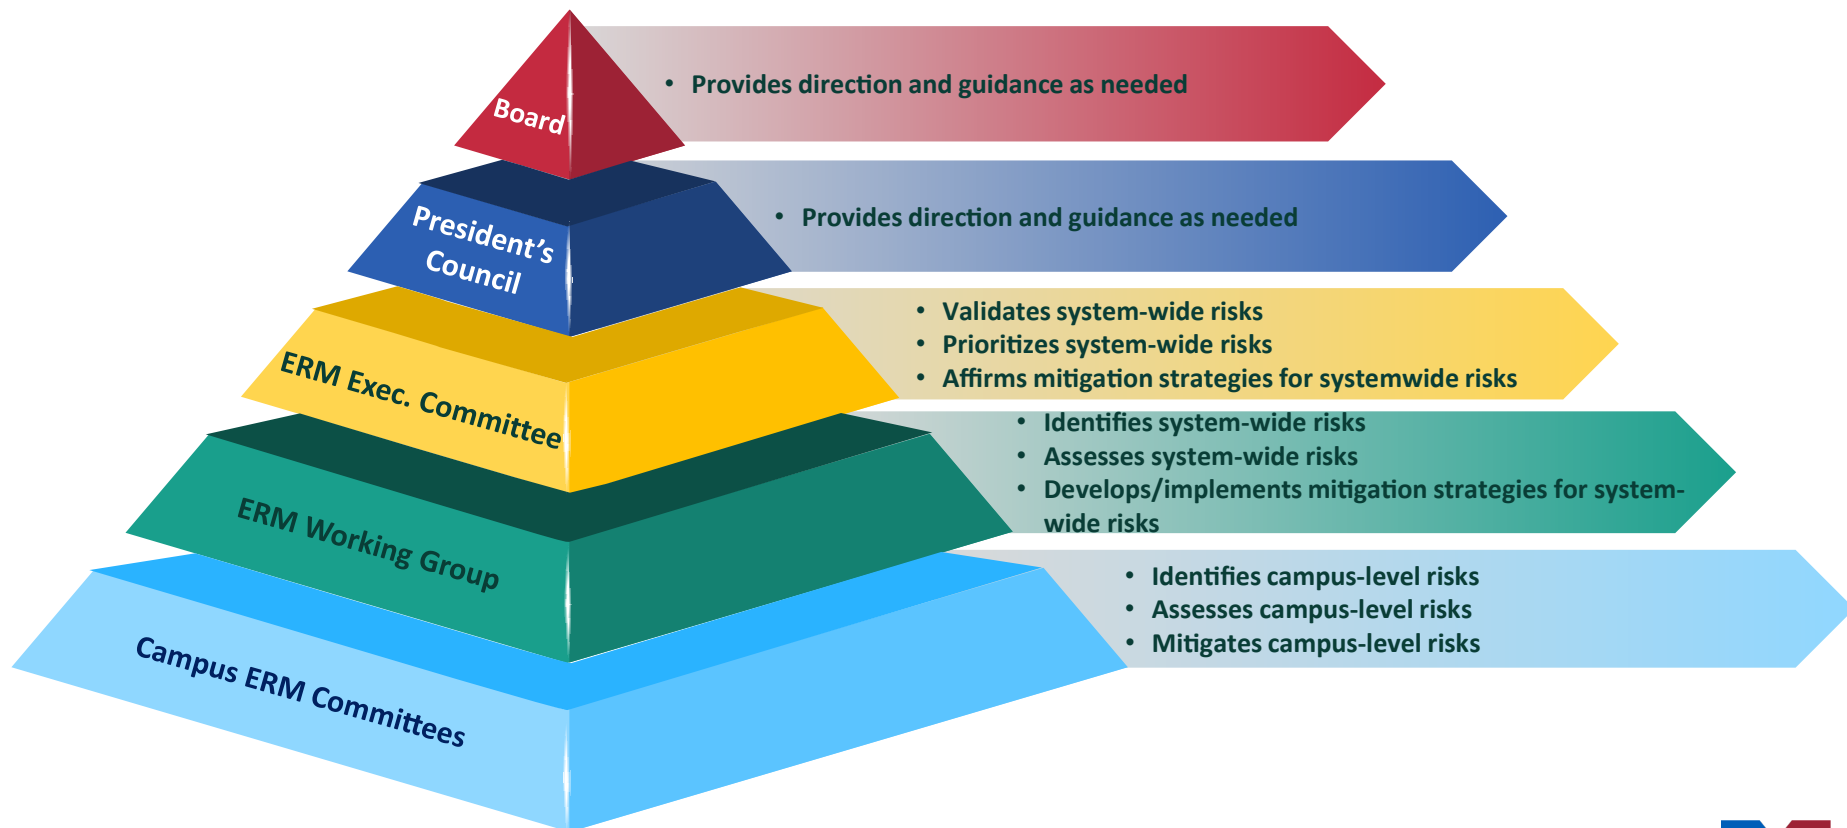 Board
• Provides direction and guidance as needed
President’s
Council
• Provides direction and guidance as needed
ERM Exec. Committee
• Validates system-wide risks
• Prioritizes system-wide risks
• Affirms mitigation strategies for systemwide risks
ERM Working Group
• Identifies system-wide risks
• Assesses system-wide risks
• Develops/implements mitigation strategies for system-
wide risks
Campus ERM Committees
• Identifies campus-level risks
• Assesses campus-level risks
• Mitigates campus-level risks